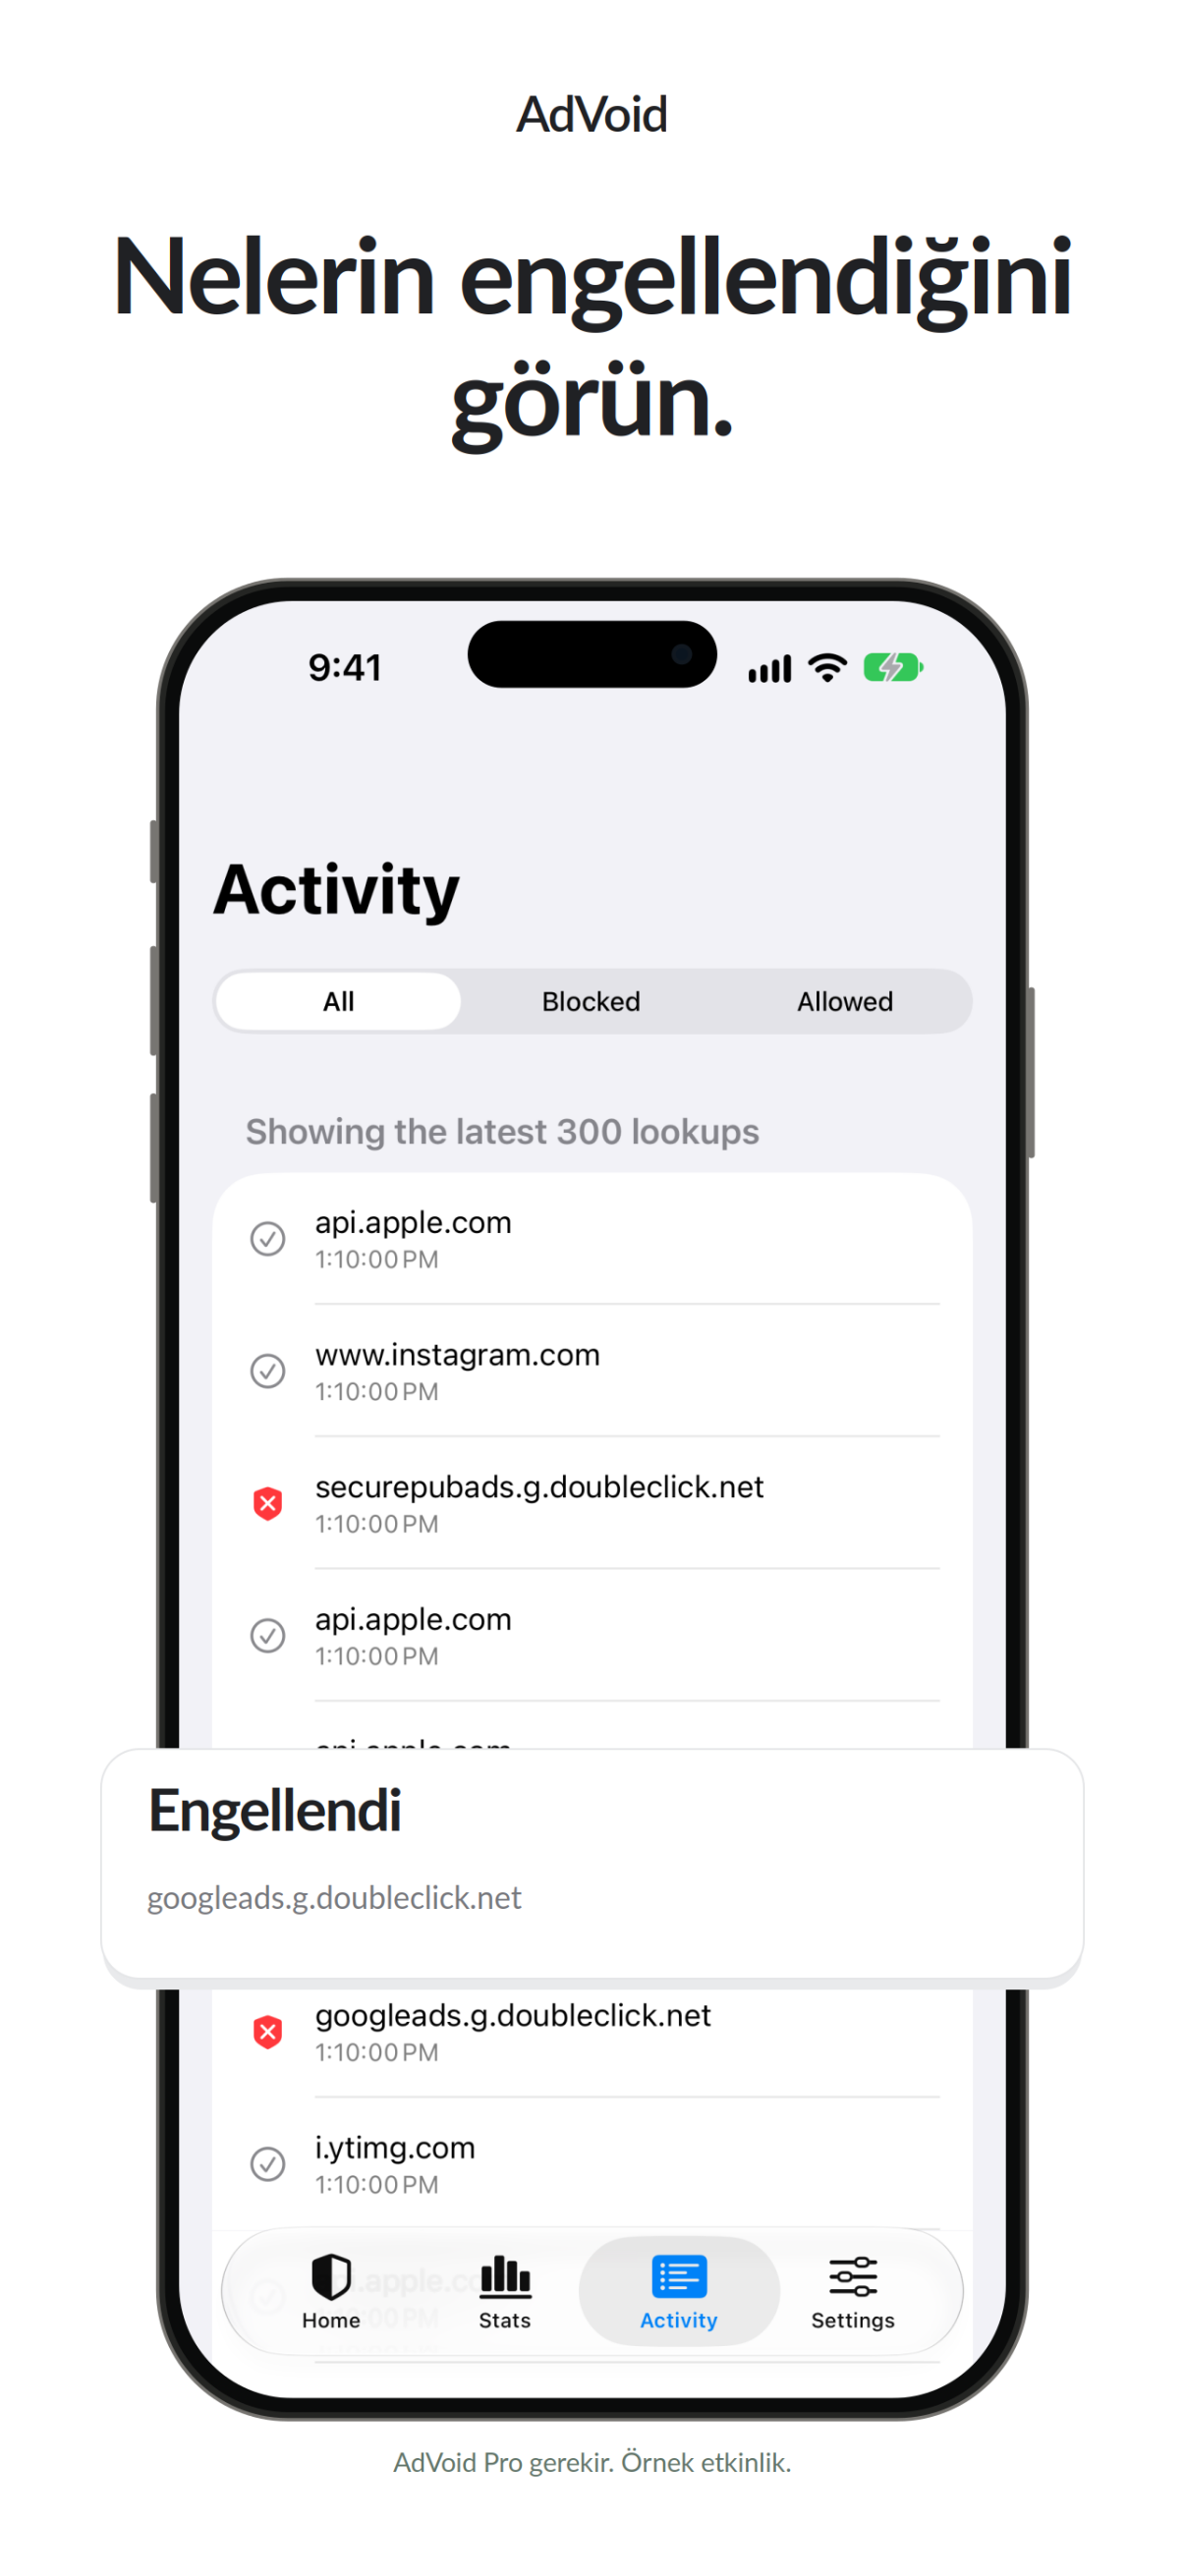 AdVoid
Nelerin engellendiğini
görün.
9:41
Activity
All
Blocked
Allowed
Showing the latest 300 lookups
api.apple.com
1:10:00 PM
www.instagram.com
1:10:00 PM
securepubads.g.doubleclick.net
1:10:00 PM
api.apple.com
1:10:00 PM
api.apple.com
Engellendi
googleads.g.doubleclick.net
googleads.g.doubleclick.net
1:10:00 PM
i.ytimg.com
1:10:00 PM
Home
Stats
Activity
Settings
AdVoid Pro gerekir. Örnek etkinlik.